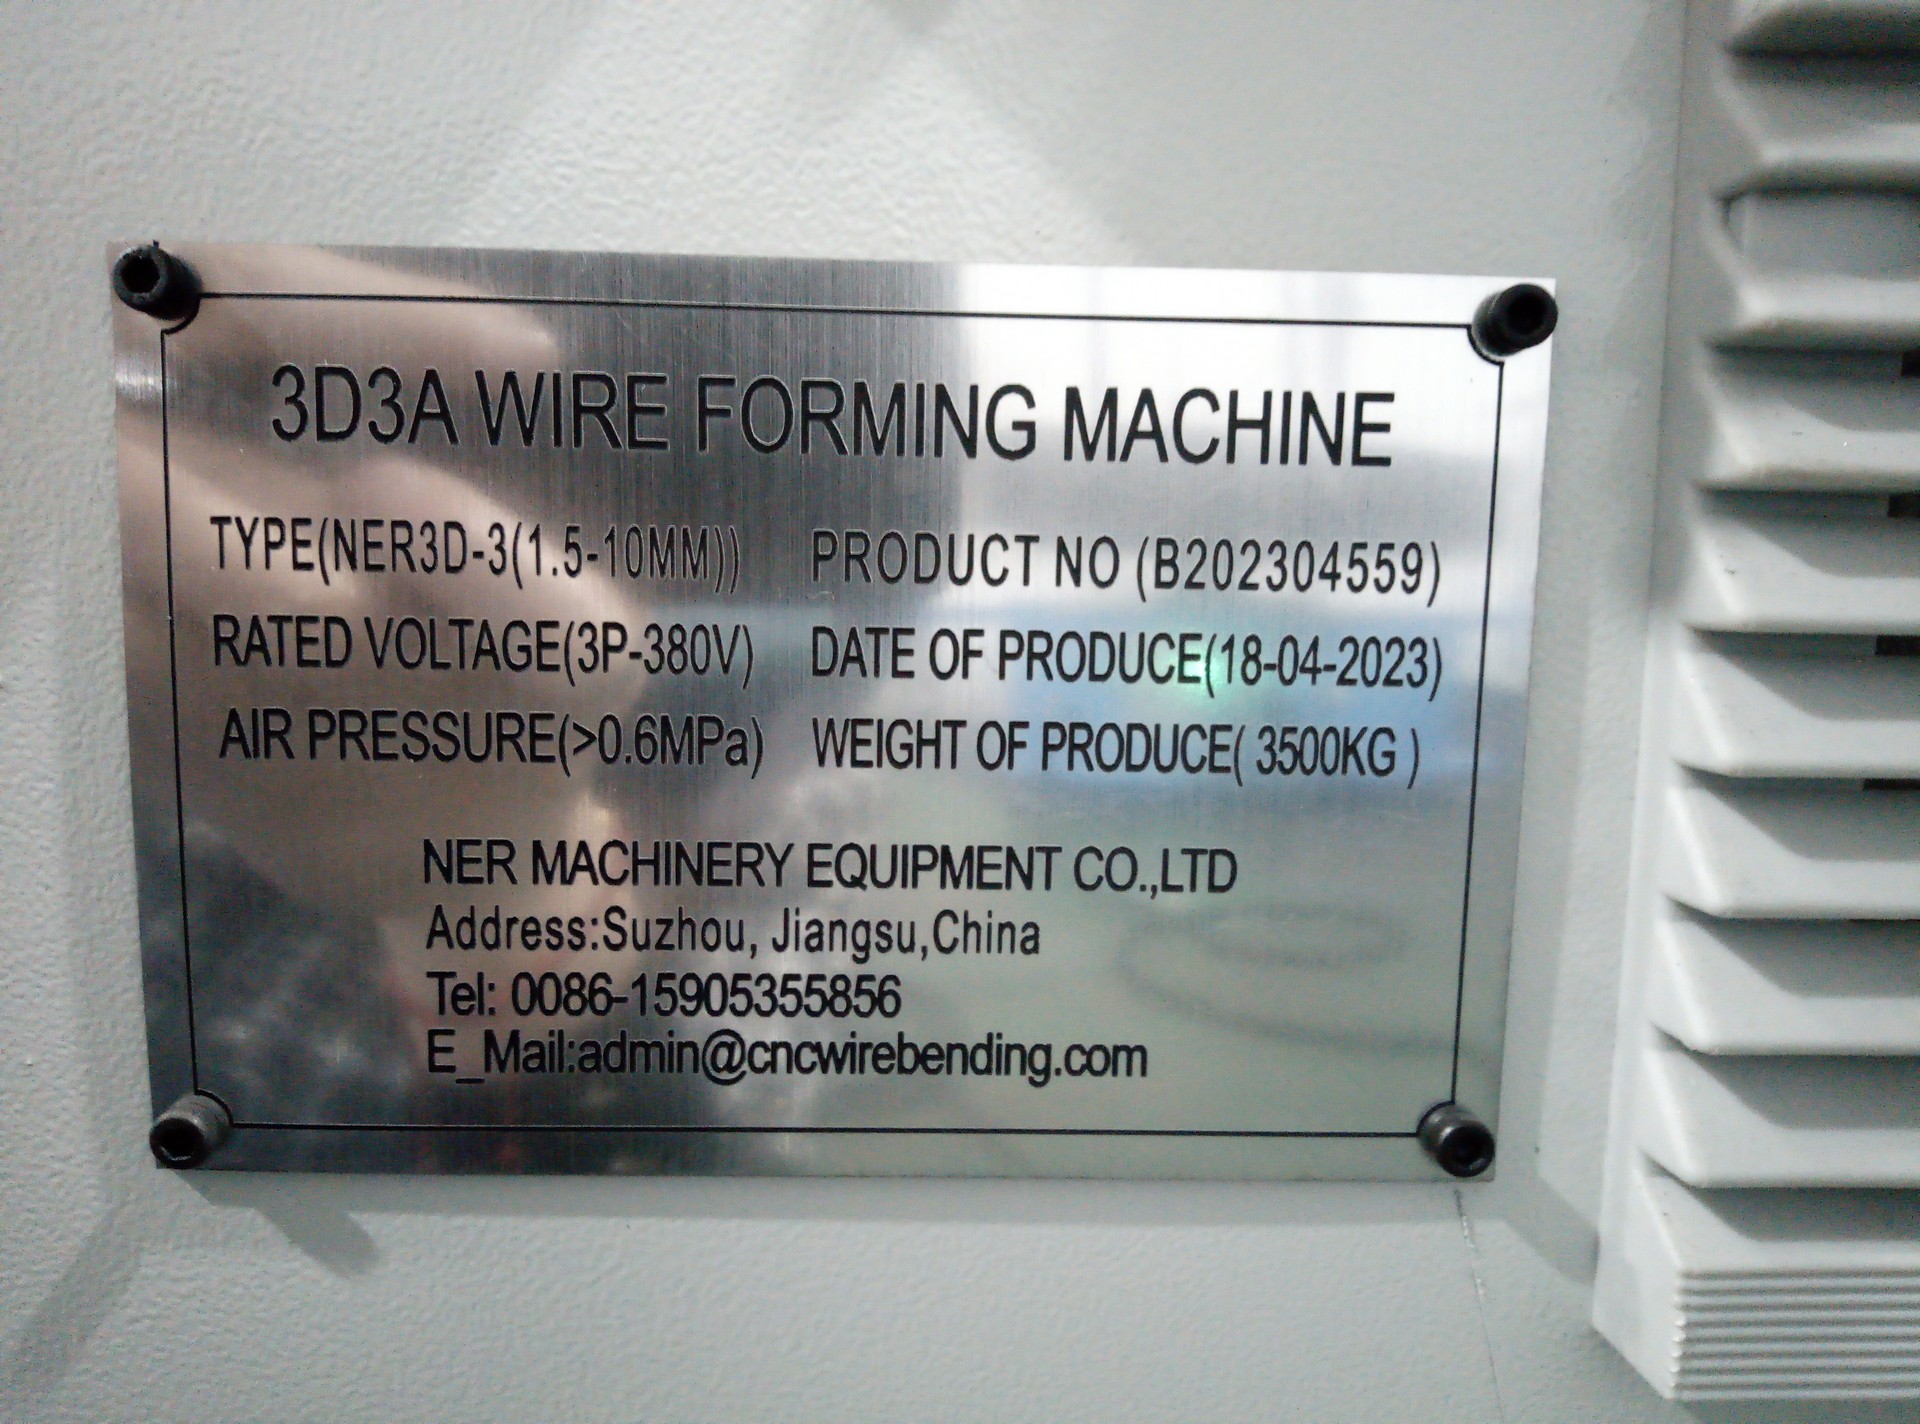 3D3A WIRE FORMING MACHINE
TYPE(NER3D-3(1.5-10MM)) PRODUCT NO (B202304559)
RATED VOLTAGE(3P-380V) DATE OF PRODUCE(18-04-2023)
AIR PRESSURE(>0.6MPa) WEIGHT OF PRODUCE( 3500KG )
NER MACHINERY EQUIPMENT CO.,LTD
Address:Suzhou, Jiangsu,China
Tel: 0086-15905355856
E_Mail:admin@cncwirebending.com